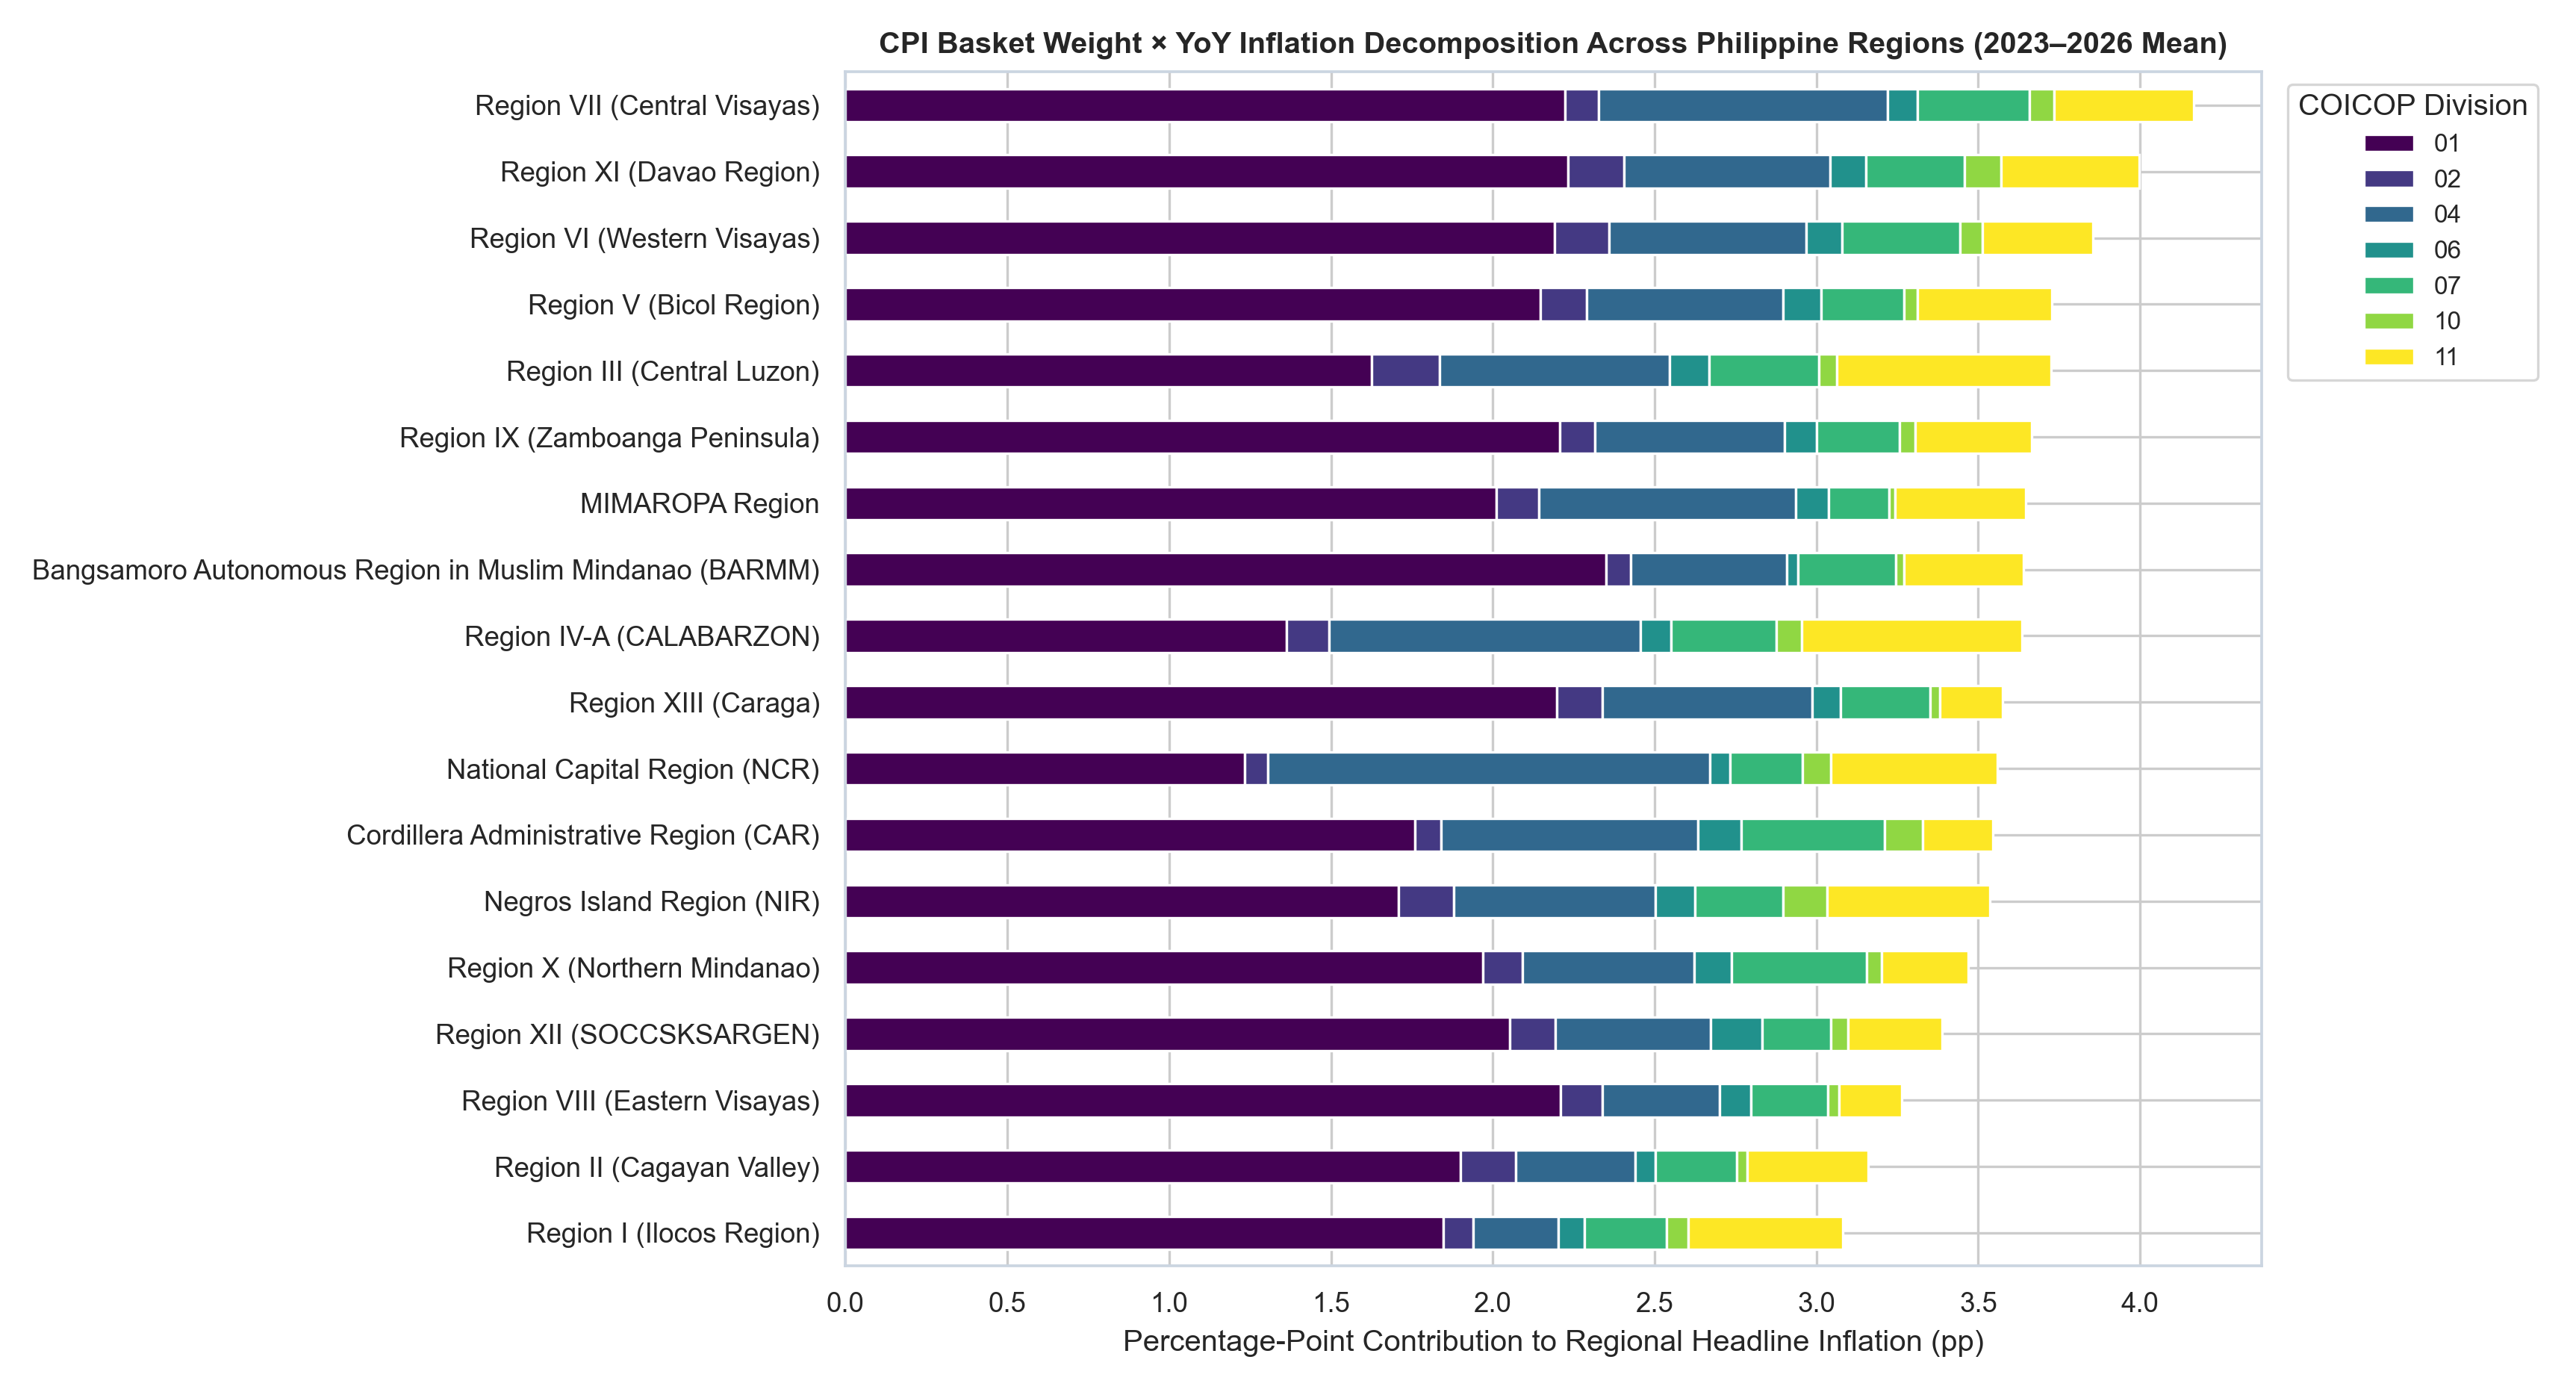 CPI Basket Weight × YoY Inflation Decomposition Across Philippine Regions (2023–2026 Mean)
Region VII (Central Visayas)
Region XI (Davao Region)
Region VI (Western Visayas)
Region V (Bicol Region)
Region III (Central Luzon)
Region IX (Zamboanga Peninsula)
MIMAROPA Region
Bangsamoro Autonomous Region in Muslim Mindanao (BARMM)
Region IV-A (CALABARZON)
Region XIII (Caraga)
National Capital Region (NCR)
Cordillera Administrative Region (CAR)
Negros Island Region (NIR)
Region X (Northern Mindanao)
Region XII (SOCCSKSARGEN)
Region VIII (Eastern Visayas)
Region II (Cagayan Valley)
Region I (Ilocos Region)
0.0 0.5 1.0 1.5 2.0 2.5 3.0 3.5 4.0
Percentage-Point Contribution to Regional Headline Inflation (pp)
COICOP Division
01
02
04
06
07
10
11